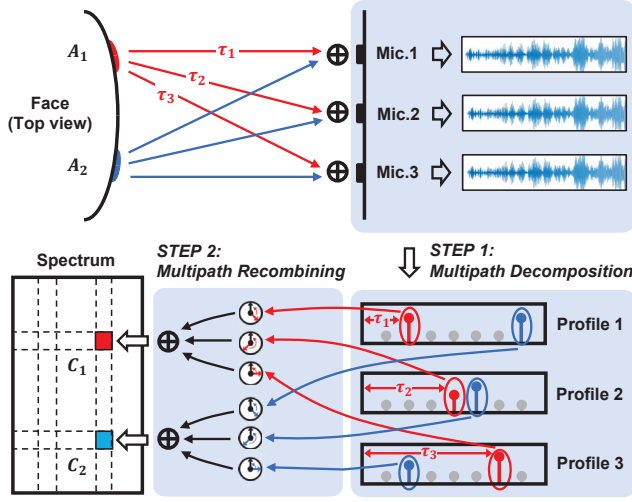 A₁
τ₁
Mic.1
τ₂
τ₃
Face
(Top view)
Mic.2
A₂
Mic.3
Spectrum
STEP 2:
Multipath Recombining
STEP 1:
Multipath Decomposition
τ₁
Profile 1
C₁
τ₂
Profile 2
C₂
τ₃
Profile 3